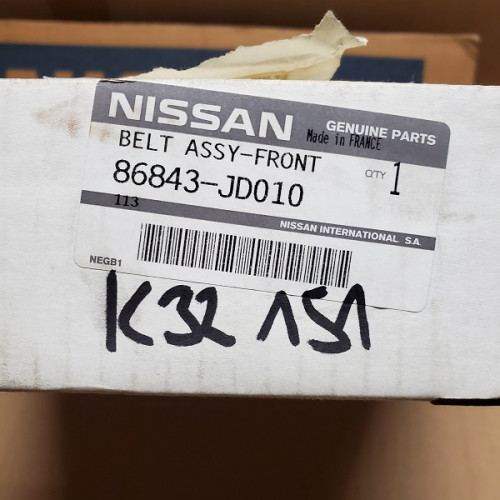 NISSAN
GENUINE PARTS
Made in FRANCE
BELT ASSY-FRONT
86843-JD010
Q'TY 1
113
NISSAN INTERNATIONAL S.A.
NEGB1
K32 151